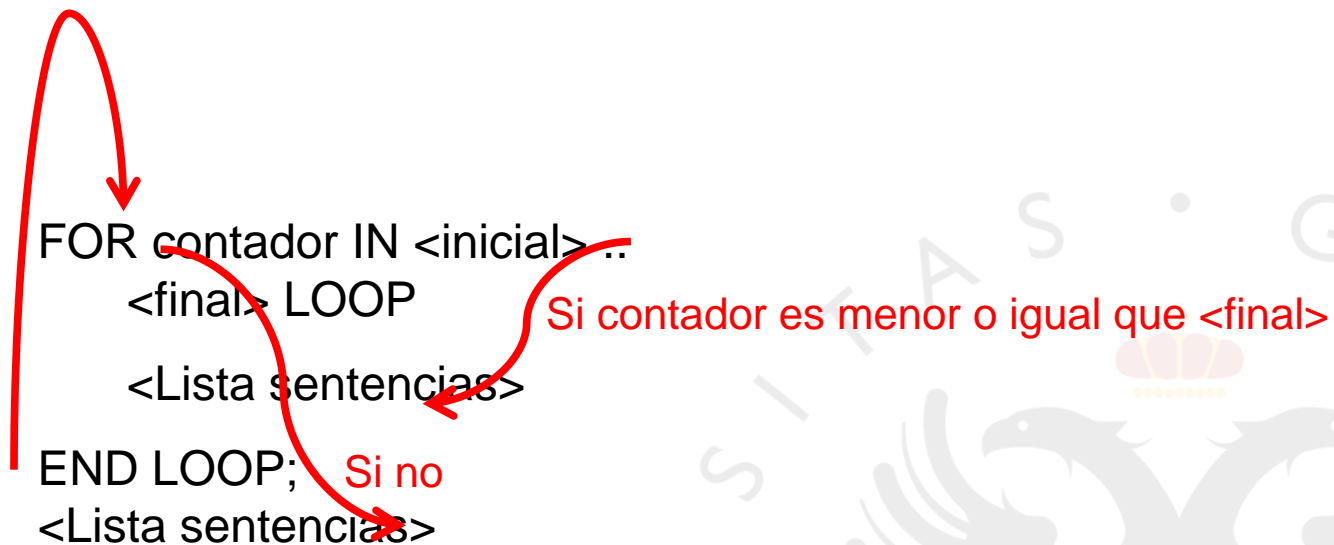 FOR contador IN <inicial> ..
<final> LOOP
Si contador es menor o igual que <final>
<Lista sentencias>
END LOOP; Si no
<Lista sentencias>
S I T A S • G